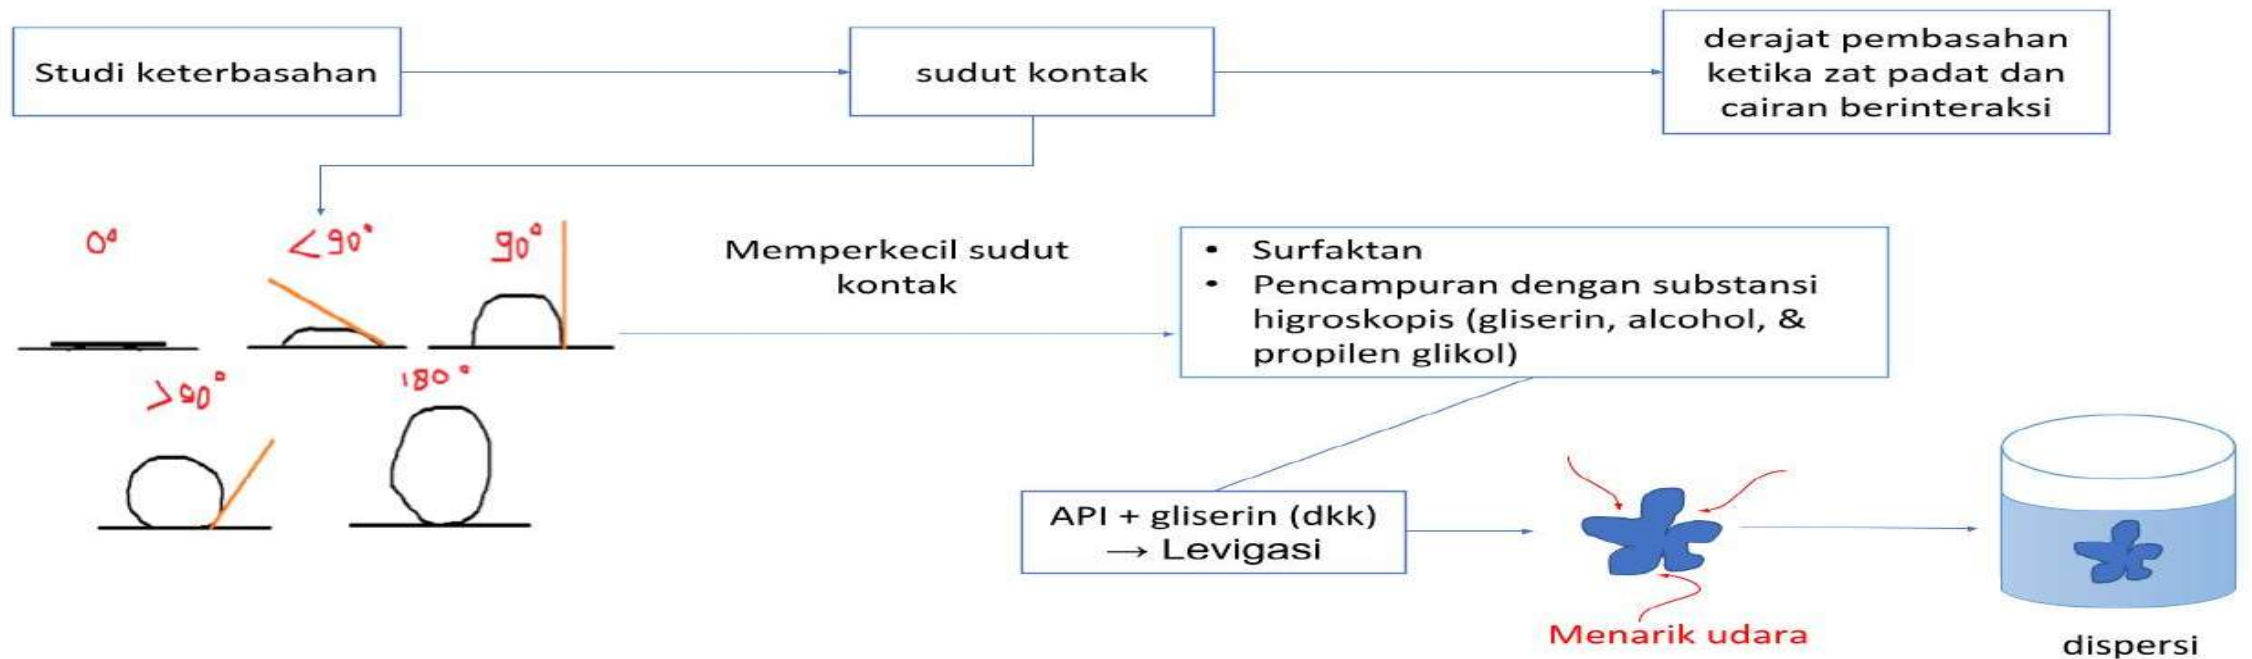 Studi keterbasahan
sudut kontak
derajat pembasahan
ketika zat padat dan
cairan berinteraksi
0°
<90°
90°
>90°
180°
Memperkecil sudut
kontak
• Surfaktan
• Pencampuran dengan substansi
higroskopis (gliserin, alcohol, &
propilen glikol)
API + gliserin (dkk)
→ Levigasi
Menarik udara
dispersi